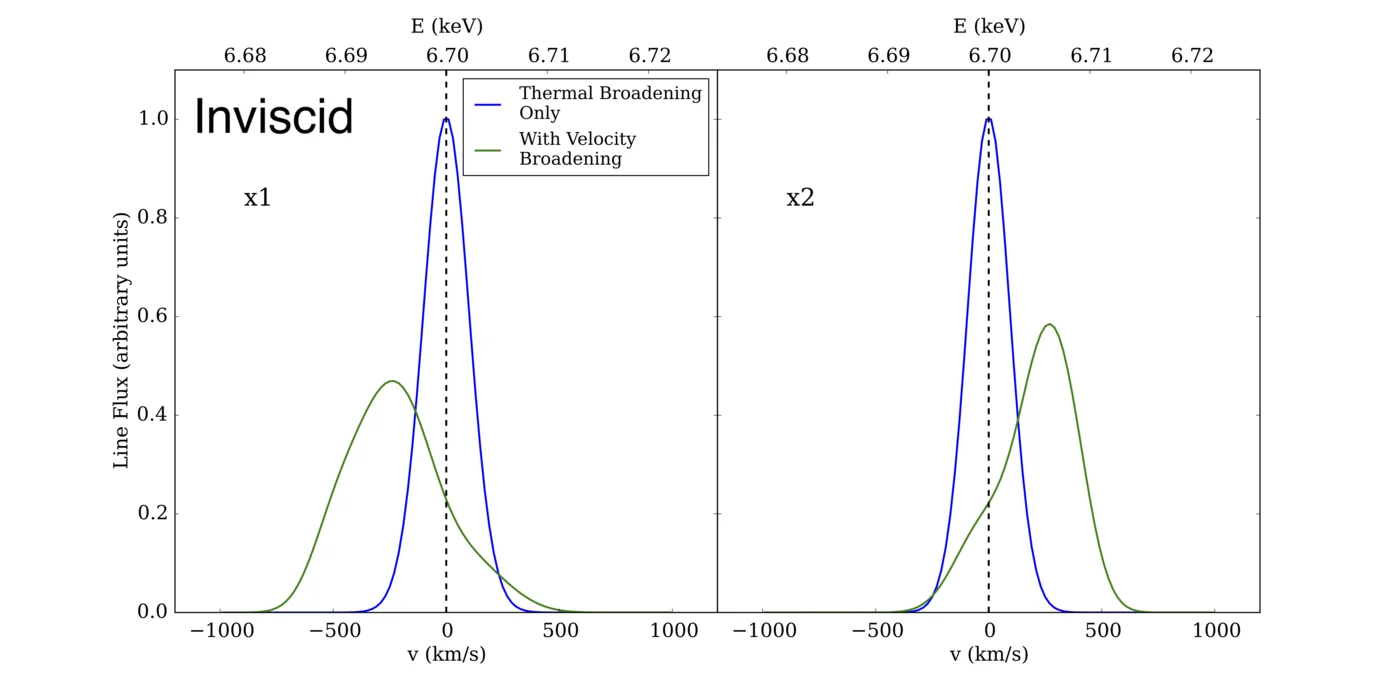 E (keV)
E (keV)
6.68 6.69 6.70 6.71 6.72
6.68 6.69 6.70 6.71 6.72
Inviscid
Thermal Broadening
Only
With Velocity
Broadening
x1
x2
Line Flux (arbitrary units)
1.0
0.8
0.6
0.4
0.2
0.0
−1000 −500 0 500 1000
−1000 −500 0 500 1000
v (km/s)
v (km/s)